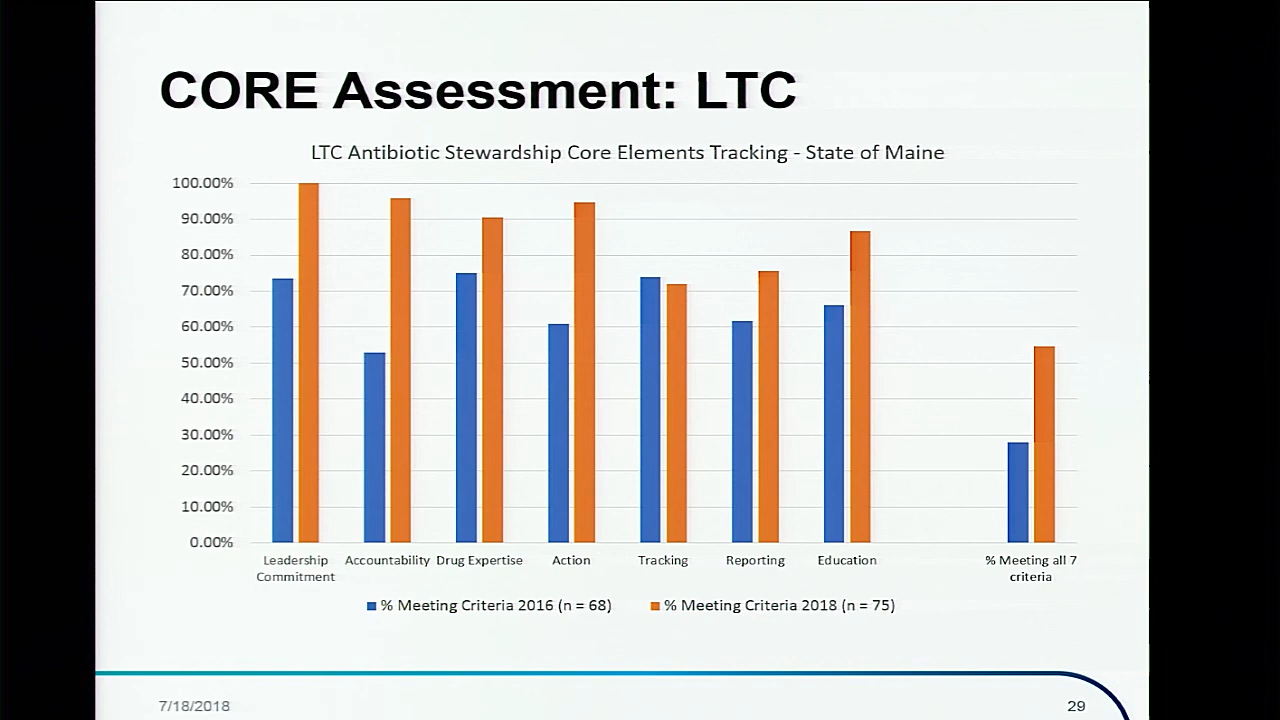 CORE Assessment: LTC
LTC Antibiotic Stewardship Core Elements Tracking - State of Maine
100.00%
90.00%
80.00%
70.00%
60.00%
50.00%
40.00%
30.00%
20.00%
10.00%
0.00%
Leadership
Commitment
Accountability
Drug Expertise
Action
Tracking
Reporting
Education
% Meeting all 7
criteria
% Meeting Criteria 2016 (n = 68)
% Meeting Criteria 2018 (n = 75)
7/18/2018
29